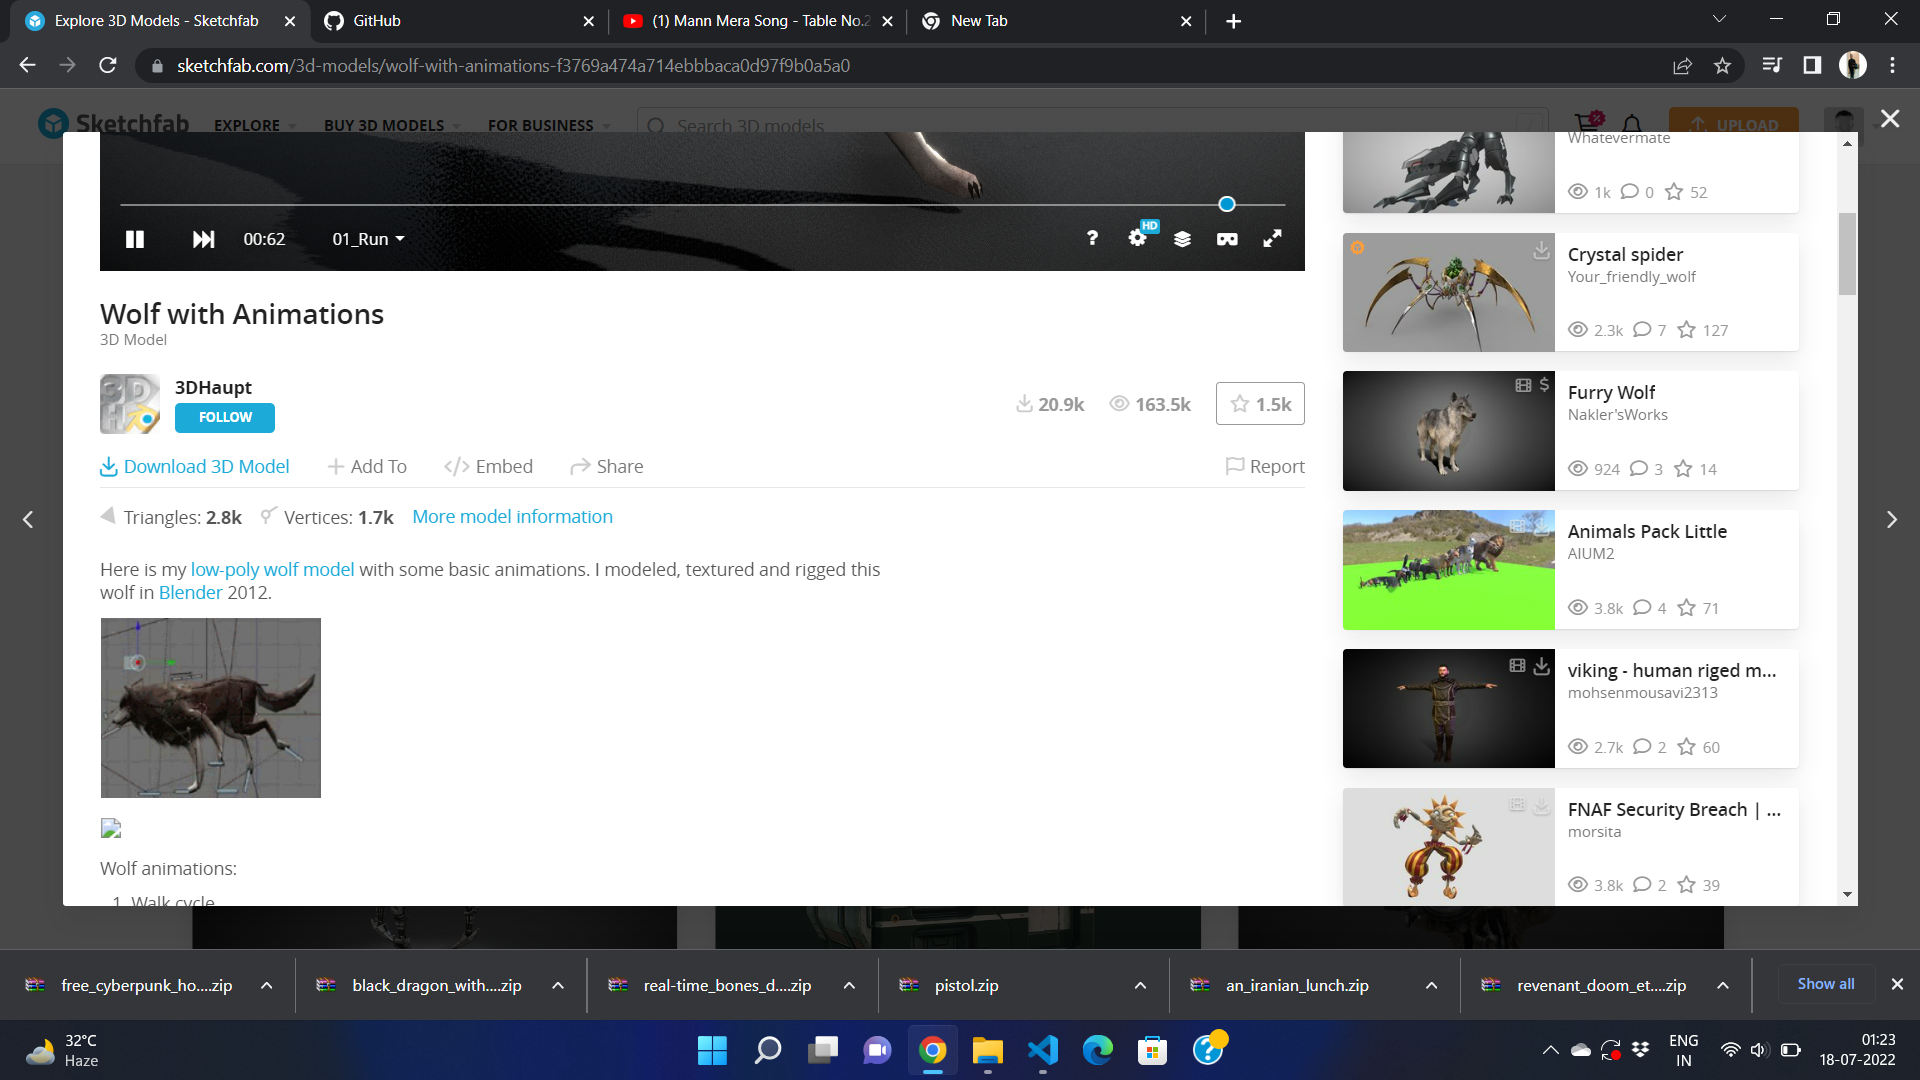 Explore 3D Models - Sketchfab
GitHub
(1) Mann Mera Song - Table No.2
New Tab
sketchfab.com/3d-models/wolf-with-animations-f3769a474a714ebbbaca0d97f9b0a5a0
Sketchfab EXPLORE BUY 3D MODELS FOR BUSINESS Search 3D models UPLOAD
00:62 01_Run ? HD
Wolf with Animations
3D Model
3DHaupt
FOLLOW
20.9k 163.5k 1.5k
Download 3D Model Add To Embed Share Report
Triangles: 2.8k Vertices: 1.7k More model information
Here is my low-poly wolf model with some basic animations. I modeled, textured and rigged this
wolf in Blender 2012.
Wolf animations:
1. Walk cycle
Whatevermate
1k 0 52
Crystal spider
Your_friendly_wolf
2.3k 7 127
Furry Wolf
Nakler'sWorks
924 3 14
Animals Pack Little
AIUM2
3.8k 4 71
viking - human riged m...
mohsenmousavi2313
2.7k 2 60
FNAF Security Breach | ...
morsita
3.8k 2 39
free_cyberpunk_ho....zip
black_dragon_with....zip
real-time_bones_d....zip
pistol.zip
an_iranian_lunch.zip
revenant_doom_et....zip
Show all
32°C
Haze
ENG
IN
01:23
18-07-2022